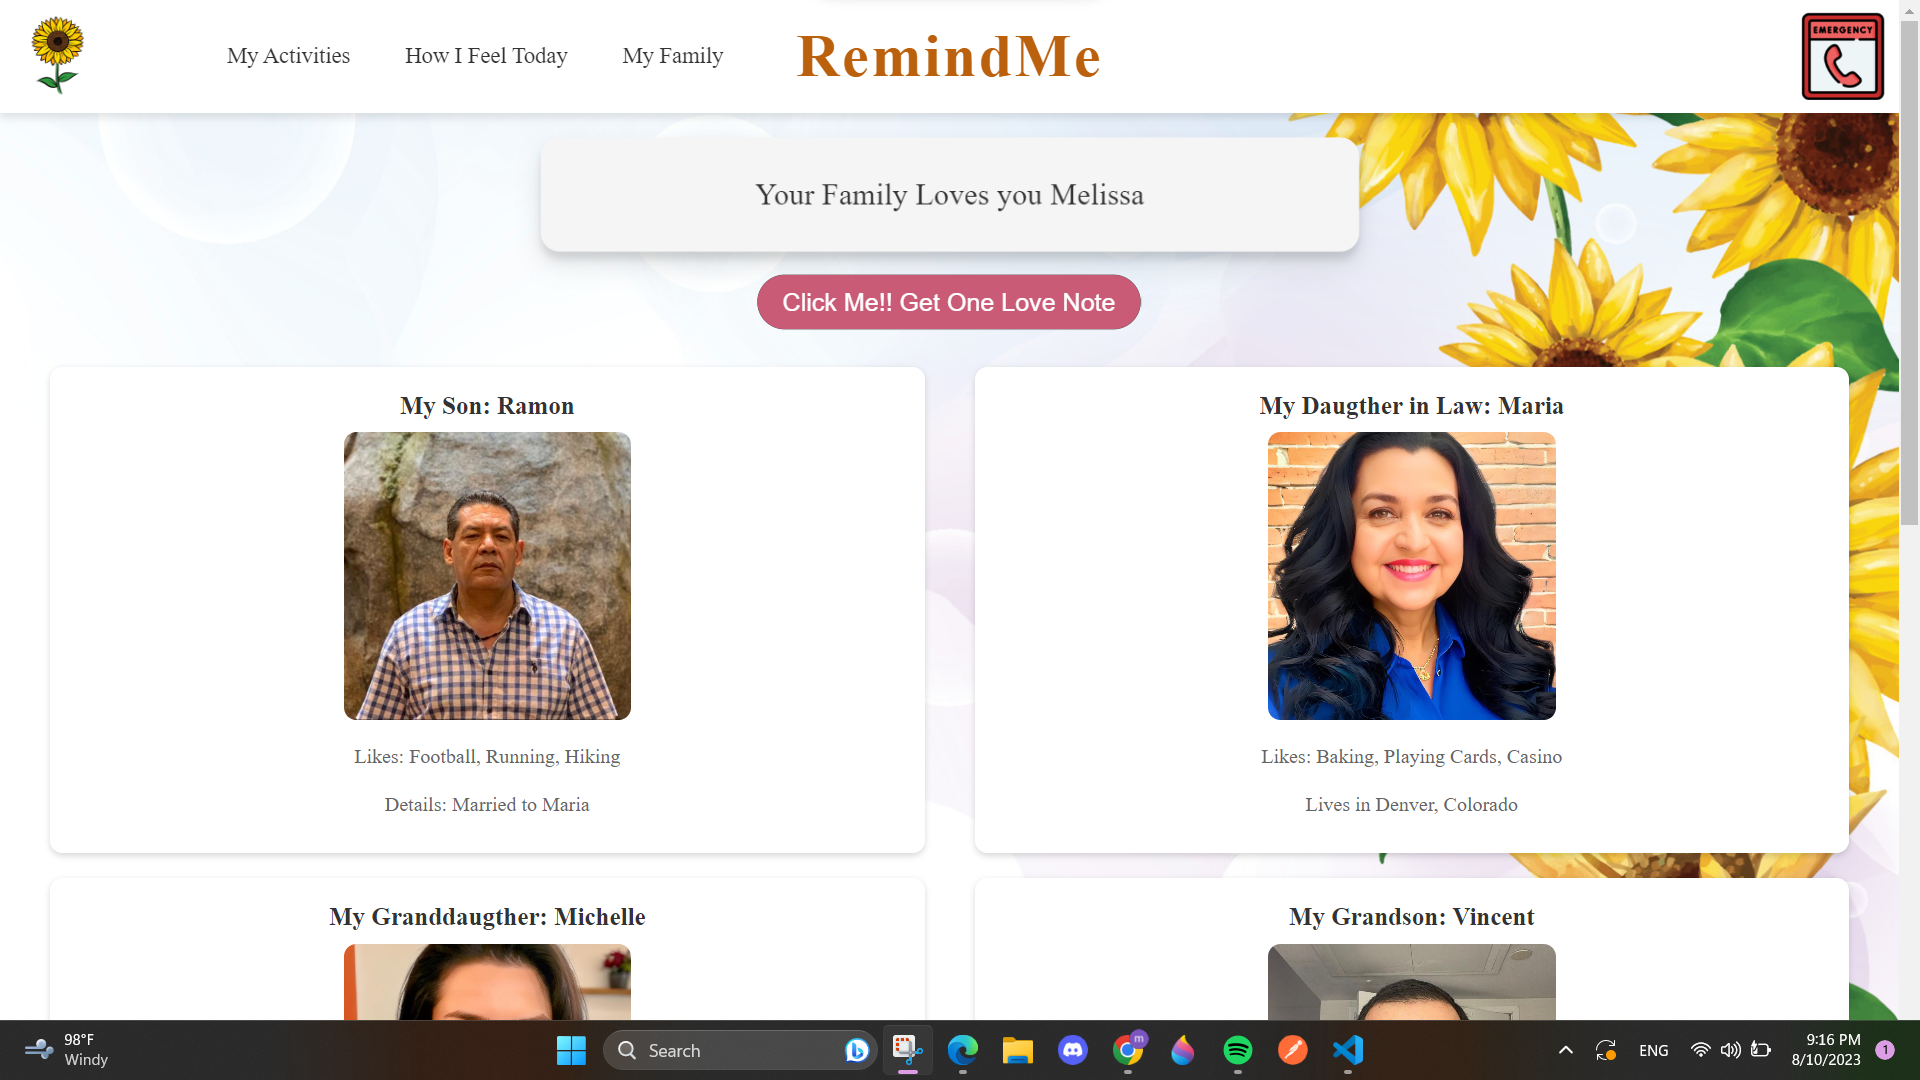 My Activities
How I Feel Today
My Family
RemindMe
EMERGENCY
Your Family Loves you Melissa
Click Me!! Get One Love Note
My Son: Ramon
Likes: Football, Running, Hiking
Details: Married to Maria
My Daugther in Law: Maria
Likes: Baking, Playing Cards, Casino
Lives in Denver, Colorado
My Granddaugther: Michelle
My Grandson: Vincent
98°F
Windy
Search
m
ENG
9:16 PM
8/10/2023
1